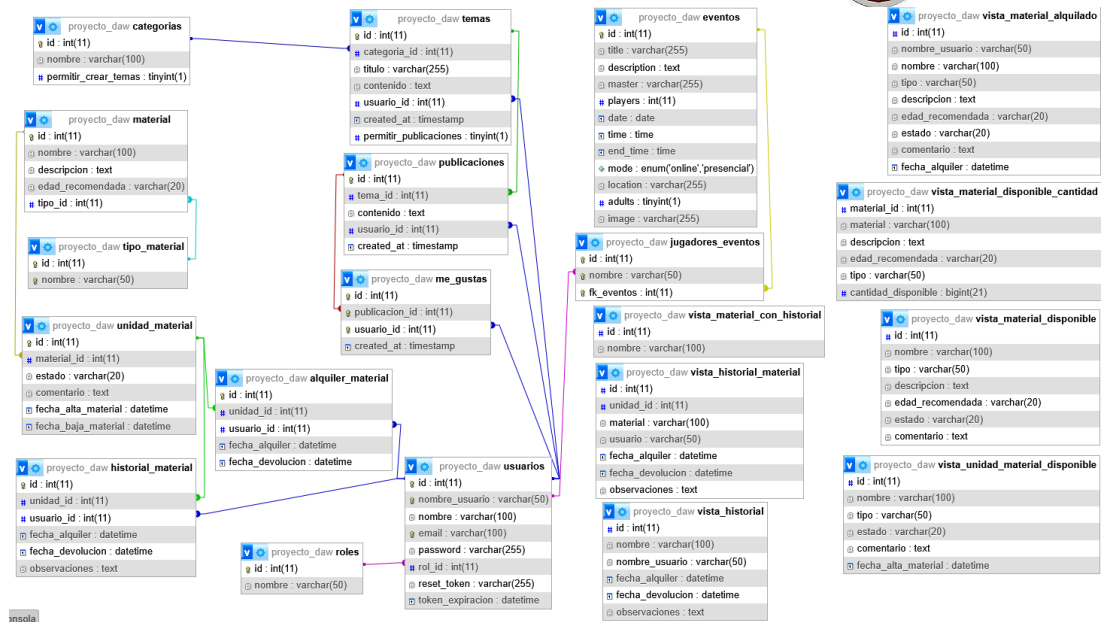 proyecto_daw categorias
id : int(11)
nombre : varchar(100)
permitir_crear_temas : tinyint(1)
proyecto_daw material
id : int(11)
nombre : varchar(100)
descripcion : text
edad_recomendada : varchar(20)
tipo_id : int(11)
proyecto_daw tipo_material
id : int(11)
nombre : varchar(50)
proyecto_daw unidad_material
id : int(11)
material_id : int(11)
estado : varchar(20)
comentario : text
fecha_alta_material : datetime
fecha_baja_material : datetime
proyecto_daw historial_material
id : int(11)
unidad_id : int(11)
usuario_id : int(11)
fecha_alquiler : datetime
fecha_devolucion : datetime
observaciones : text
onsola
proyecto_daw temas
id : int(11)
categoria_id : int(11)
titulo : varchar(255)
contenido : text
usuario_id : int(11)
created_at : timestamp
permitir_publicaciones : tinyint(1)
proyecto_daw publicaciones
id : int(11)
tema_id : int(11)
contenido : text
usuario_id : int(11)
created_at : timestamp
proyecto_daw me_gustas
id : int(11)
publicacion_id : int(11)
usuario_id : int(11)
created_at : timestamp
proyecto_daw alquiler_material
id : int(11)
unidad_id : int(11)
usuario_id : int(11)
fecha_alquiler : datetime
fecha_devolucion : datetime
proyecto_daw roles
id : int(11)
nombre : varchar(50)
proyecto_daw usuarios
id : int(11)
nombre_usuario : varchar(50)
nombre : varchar(100)
email : varchar(100)
password : varchar(255)
rol_id : int(11)
reset_token : varchar(255)
token_expiracion : datetime
proyecto_daw eventos
id : int(11)
title : varchar(255)
description : text
master : varchar(255)
players : int(11)
date : date
time : time
end_time : time
mode : enum('online','presencial')
location : varchar(255)
adults : tinyint(1)
image : varchar(255)
proyecto_daw jugadores_eventos
id : int(11)
nombre : varchar(50)
fk_eventos : int(11)
proyecto_daw vista_material_con_historial
id : int(11)
nombre : varchar(100)
proyecto_daw vista_historial_material
id : int(11)
unidad_id : int(11)
material : varchar(100)
usuario : varchar(50)
fecha_alquiler : datetime
fecha_devolucion : datetime
observaciones : text
proyecto_daw vista_historial
id : int(11)
nombre : varchar(100)
nombre_usuario : varchar(50)
fecha_alquiler : datetime
fecha_devolucion : datetime
observaciones : text
proyecto_daw vista_material_alquilado
id : int(11)
nombre_usuario : varchar(50)
nombre : varchar(100)
tipo : varchar(50)
descripcion : text
edad_recomendada : varchar(20)
estado : varchar(20)
comentario : text
fecha_alquiler : datetime
proyecto_daw vista_material_disponible_cantidad
material_id : int(11)
material : varchar(100)
descripcion : text
edad_recomendada : varchar(20)
tipo : varchar(50)
cantidad_disponible : bigint(21)
proyecto_daw vista_material_disponible
id : int(11)
nombre : varchar(100)
tipo : varchar(50)
descripcion : text
edad_recomendada : varchar(20)
estado : varchar(20)
comentario : text
proyecto_daw vista_unidad_material_disponible
id : int(11)
nombre : varchar(100)
tipo : varchar(50)
estado : varchar(20)
comentario : text
fecha_alta_material : datetime